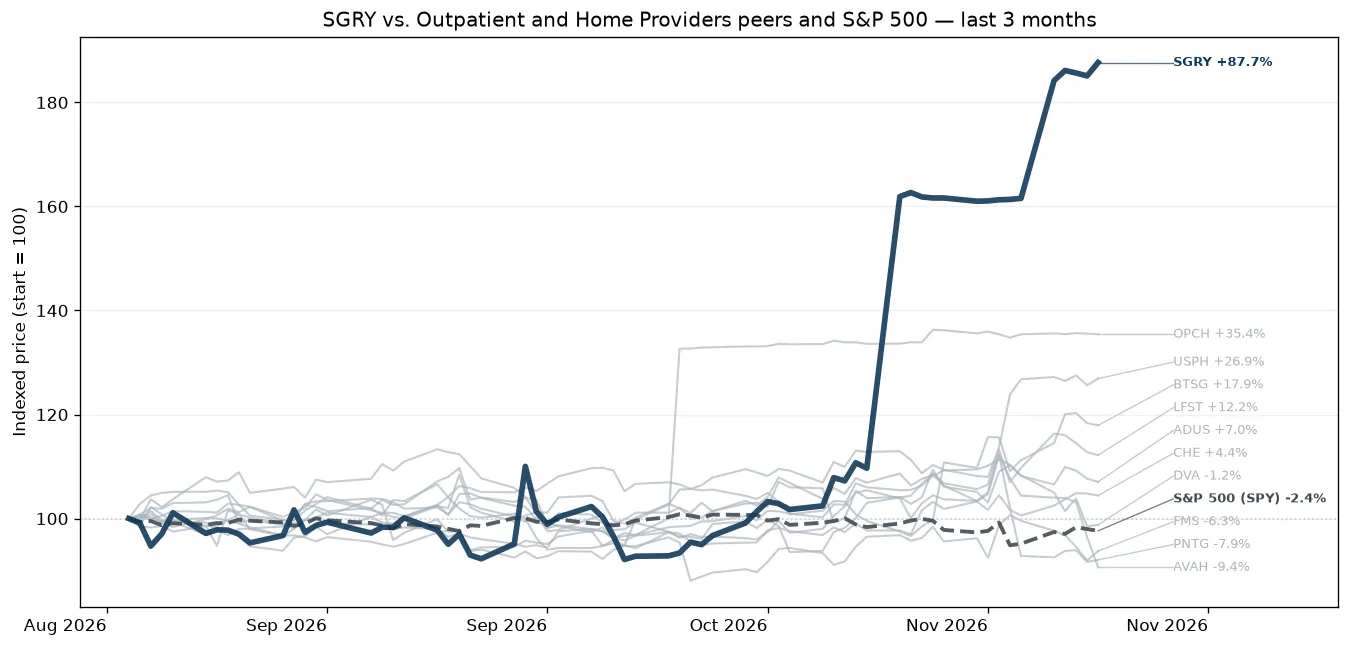 SGRY vs. Outpatient and Home Providers peers and S&P 500 — last 3 months
Indexed price (start = 100)
180
160
140
120
100
SGRY +87.7%
OPCH +35.4%
USPH +26.9%
BTSG +17.9%
LFST +12.2%
ADUS +7.0%
CHE +4.4%
DVA -1.2%
S&P 500 (SPY) -2.4%
FMS -6.3%
PNTG -7.9%
AVAH -9.4%
Aug 2026
Sep 2026
Sep 2026
Oct 2026
Nov 2026
Nov 2026